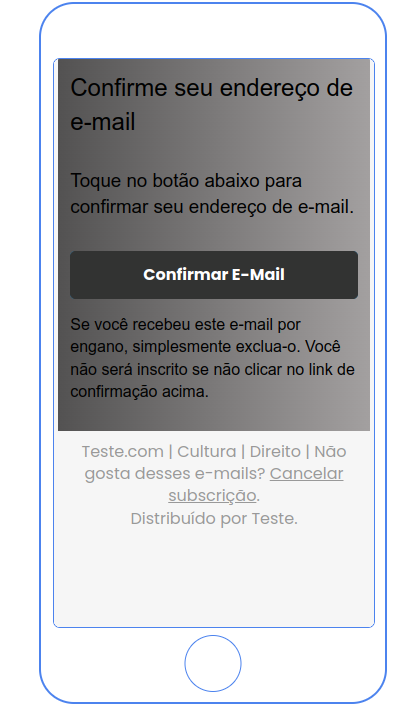 Confirme seu endereço de
e-mail
Toque no botão abaixo para
confirmar seu endereço de e-mail.
Confirmar E-Mail
Se você recebeu este e-mail por
engano, simplesmente exclua-o. Você
não será inscrito se não clicar no link de
confirmação acima.
Teste.com | Cultura | Direito | Não
gosta desses e-mails? Cancelar
subscrição.
Distribuído por Teste.